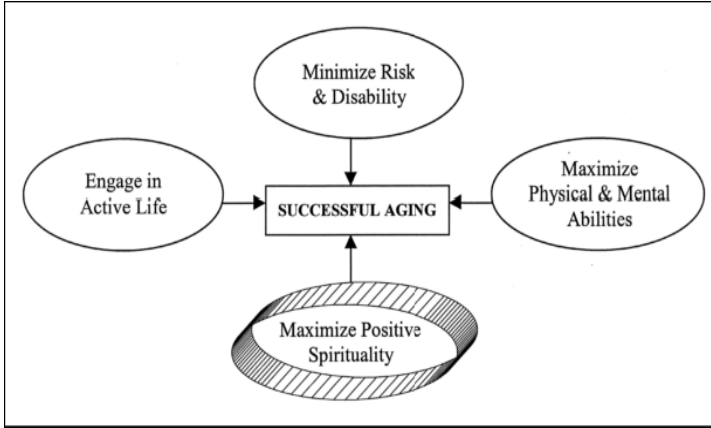 Minimize Risk
& Disability
Engage in
Active Life
SUCCESSFUL AGING
Maximize
Physical & Mental
Abilities
Maximize Positive
Spirituality